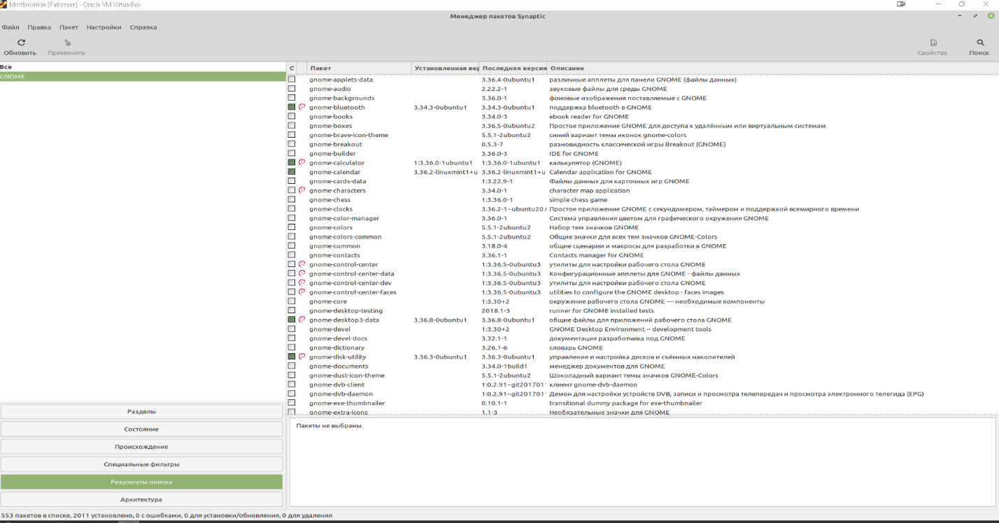 MintEroshkin [Работает] - Oracle VM VirtualBox
Менеджер пакетов Synaptic
Файл Правка Пакет Настройки Справка
Обновить Применить Свойства Поиск
Все
GNOME
С Пакет Установленная вер Последняя версия Описание
gnome-applets-data 3.36.4-0ubuntu1 различные апплеты для панели GNOME (файлы данных)
gnome-audio 2.22.2-1 звуковые файлы для среды GNOME
gnome-backgrounds 3.36.0-1 фоновые изображения поставляемые с GNOME
gnome-bluetooth 3.34.3-0ubuntu1 3.34.3-0ubuntu1 поддержка bluetooth в GNOME
gnome-books 3.34.0-3 ebook reader for GNOME
gnome-boxes 3.36.5-0ubuntu2 Простое приложение GNOME для доступа к удалённым или виртуальным системам
gnome-brave-icon-theme 5.5.1-2ubuntu2 синий вариант темы иконок gnome-colors
gnome-breakout 0.5.3-7 разновидность классической игры Breakout (GNOME)
gnome-builder 3.36.0-3 IDE for GNOME
gnome-calculator 1:3.36.0-1ubuntu1 1:3.36.0-1ubuntu1 калькулятор (GNOME)
gnome-calendar 3.36.2-linuxmint1+u 3.36.2-linuxmint1+u Calendar application for GNOME
gnome-cards-data 1:3.22.9-1 Файлы данных для карточных игр GNOME
gnome-characters 3.34.0-1 character map application
gnome-chess 1:3.36.0-1 simple chess game
gnome-clocks 3.36.2-1~ubuntu20.0 Простое приложение GNOME с секундомером, таймером и поддержкой всемирного времени
gnome-color-manager 3.36.0-1 Система управления цветом для графического окружения GNOME
gnome-colors 5.5.1-2ubuntu2 Набор тем значков GNOME
gnome-colors-common 5.5.1-2ubuntu2 Общие значки для всех тем значков GNOME-Colors
gnome-common 3.18.0-4 общие сценарии и макросы для разработки в GNOME
gnome-contacts 3.36.1-1 Contacts manager for GNOME
gnome-control-center 1:3.36.5-0ubuntu3 утилиты для настройки рабочего стола GNOME
gnome-control-center-data 1:3.36.5-0ubuntu3 Конфигурационные апплеты для GNOME - файлы данных
gnome-control-center-dev 1:3.36.5-0ubuntu3 утилиты для настройки рабочего стола GNOME
gnome-control-center-faces 1:3.36.5-0ubuntu3 utilities to configure the GNOME desktop - faces images
gnome-core 1:3.30+2 окружение рабочего стола GNOME — необходимые компоненты
gnome-desktop-testing 2018.1-3 runner for GNOME installed tests
gnome-desktop3-data 3.36.8-0ubuntu1 3.36.8-0ubuntu1 общие файлы для приложений рабочего стола GNOME
gnome-devel 1:3.30+2 GNOME Desktop Environment -- development tools
gnome-devel-docs 3.32.1-1 документация разработчика под GNOME
gnome-dictionary 3.26.1-6 словарь GNOME
gnome-disk-utility 3.36.3-0ubuntu1 3.36.3-0ubuntu1 управление и настройка дисков и съёмных накопителей
gnome-documents 3.34.0-1build1 менеджер документов для GNOME
gnome-dust-icon-theme 5.5.1-2ubuntu2 Шоколадный вариант темы значков GNOME-Colors
gnome-dvb-client 1:0.2.91~git201701 клиент gnome-dvb-daemon
gnome-dvb-daemon 1:0.2.91~git201701 Демон для настройки устройств DVB, записи и просмотра телепередач и просмотра электронного телегида (EPG)
gnome-exe-thumbnailer 0.10.1-1 transitional dummy package for exe-thumbnailer
gnome-extra-icons 1.1-3 Необязательные значки для GNOME
Разделы
Состояние
Происхождение
Специальные фильтры
Результаты поиска
Архитектура
Пакеты не выбраны.
553 пакетов в списке, 2011 установлено, 0 с ошибками, 0 для установки/обновления, 0 для удаления